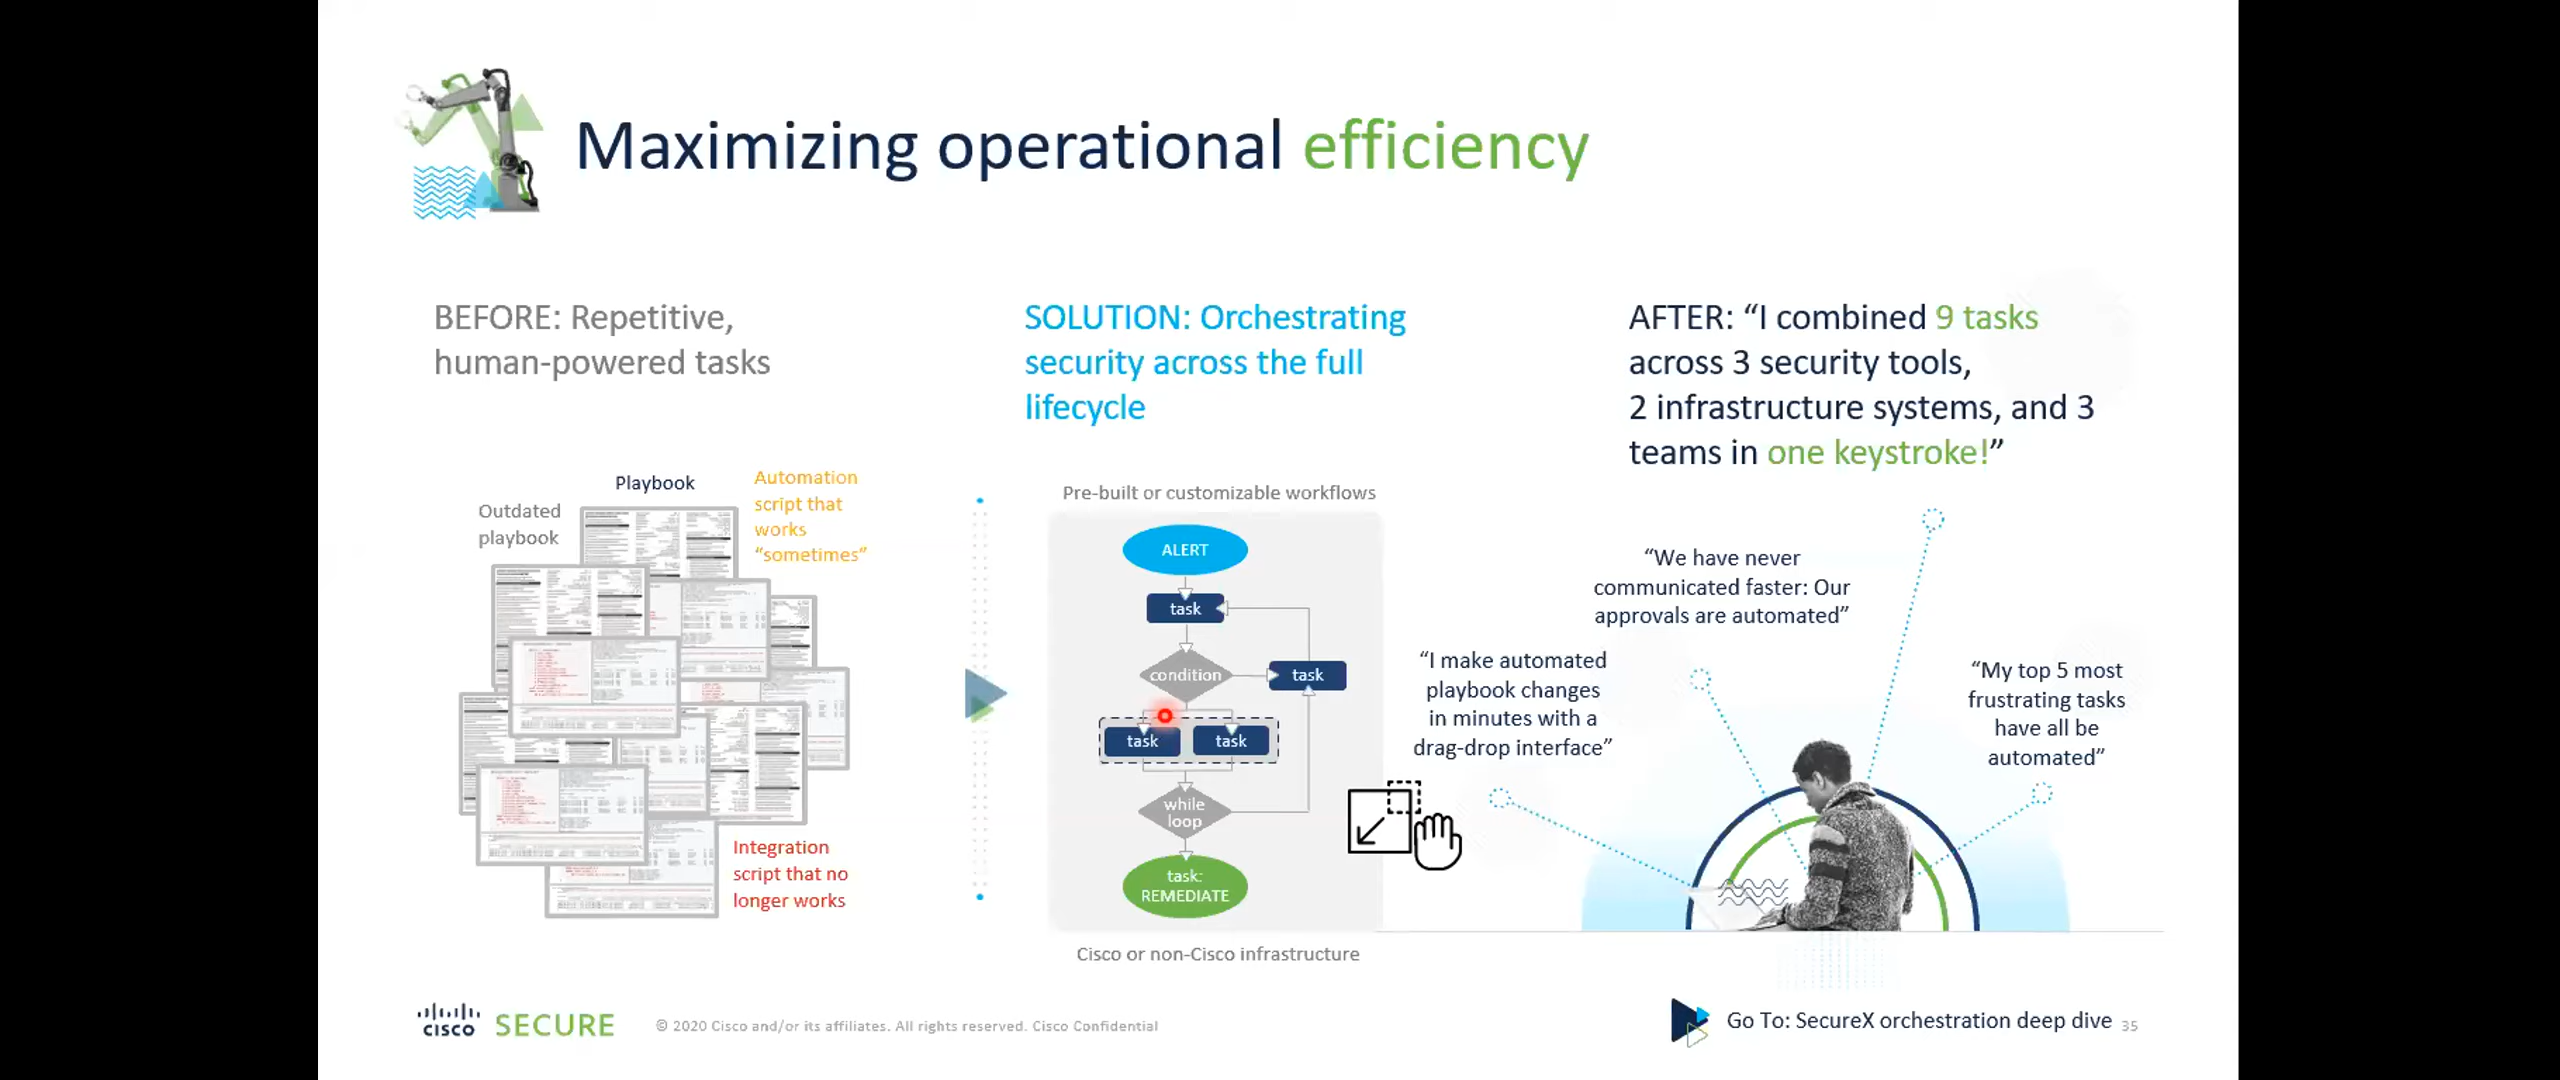 Maximizing operational efficiency
BEFORE: Repetitive,
human-powered tasks
Outdated
playbook
Playbook
Automation
script that
works
“sometimes”
Integration
script that no
longer works
SOLUTION: Orchestrating
security across the full
lifecycle
Pre-built or customizable workflows
ALERT
task
condition
task
task
task
while
loop
task:
REMEDIATE
Cisco or non-Cisco infrastructure
AFTER: “I combined 9 tasks
across 3 security tools,
2 infrastructure systems, and 3
teams in one keystroke!”
“We have never
communicated faster: Our
approvals are automated”
“I make automated
playbook changes
in minutes with a
drag-drop interface”
“My top 5 most
frustrating tasks
have all be
automated”
cisco SECURE
© 2020 Cisco and/or its affiliates. All rights reserved. Cisco Confidential
Go To: SecureX orchestration deep dive
35